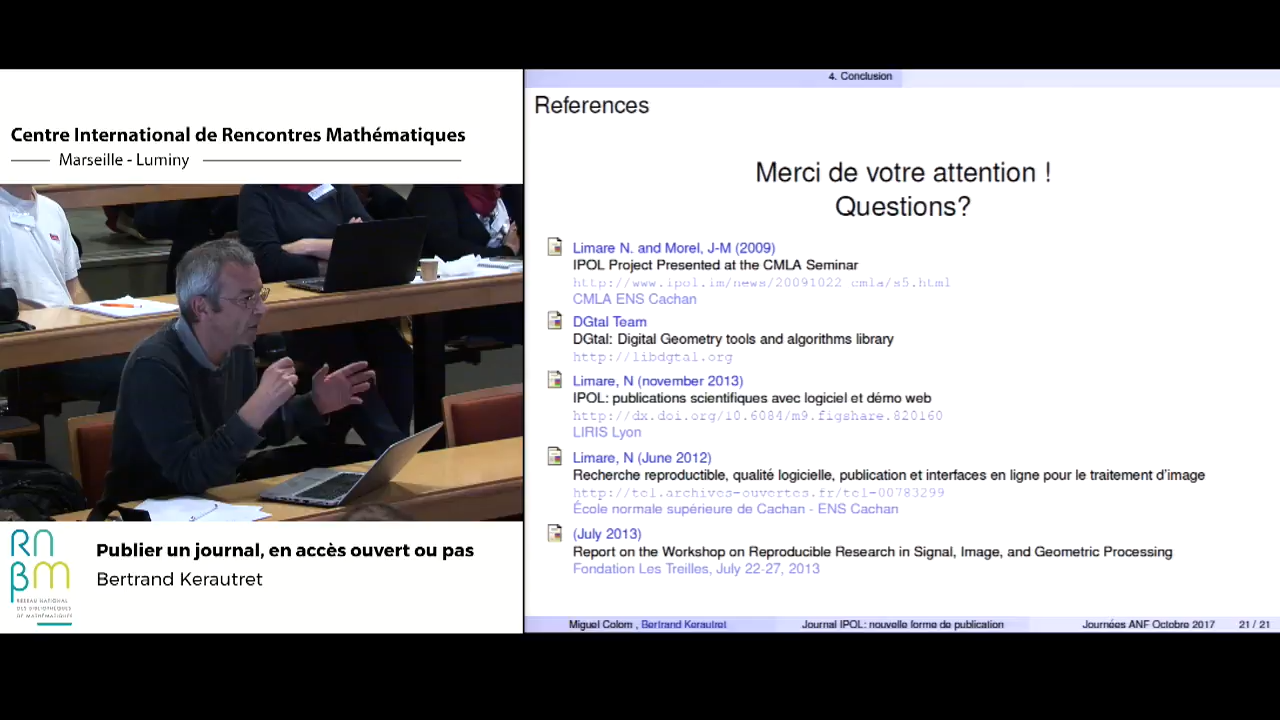 Centre International de Rencontres Mathématiques
Marseille - Luminy
RNBM
RESEAU NATIONAL
DES BIBLIOTHEQUES
DE MATHÉMATIQUES
Publier un journal, en accès ouvert ou pas
Bertrand Kerautret
4. Conclusion
References
Merci de votre attention !
Questions?
Limare N. and Morel, J-M (2009)
IPOL Project Presented at the CMLA Seminar
http://www.ipol.im/news/20091022_cmla/s5.html
CMLA ENS Cachan
DGtal Team
DGtal: Digital Geometry tools and algorithms library
http://libdgtal.org
Limare, N (november 2013)
IPOL: publications scientifiques avec logiciel et démo web
http://dx.doi.org/10.6084/m9.figshare.820160
LIRIS Lyon
Limare, N (June 2012)
Recherche reproductible, qualité logicielle, publication et interfaces en ligne pour le traitement d'image
http://tel.archives-ouvertes.fr/tel-00783299
École normale supérieure de Cachan - ENS Cachan
(July 2013)
Report on the Workshop on Reproducible Research in Signal, Image, and Geometric Processing
Fondation Les Treilles, July 22-27, 2013
Miguel Colom , Bertrand Kerautret
Journal IPOL: nouvelle forme de publication
Journées ANF Octobre 2017
21 / 21